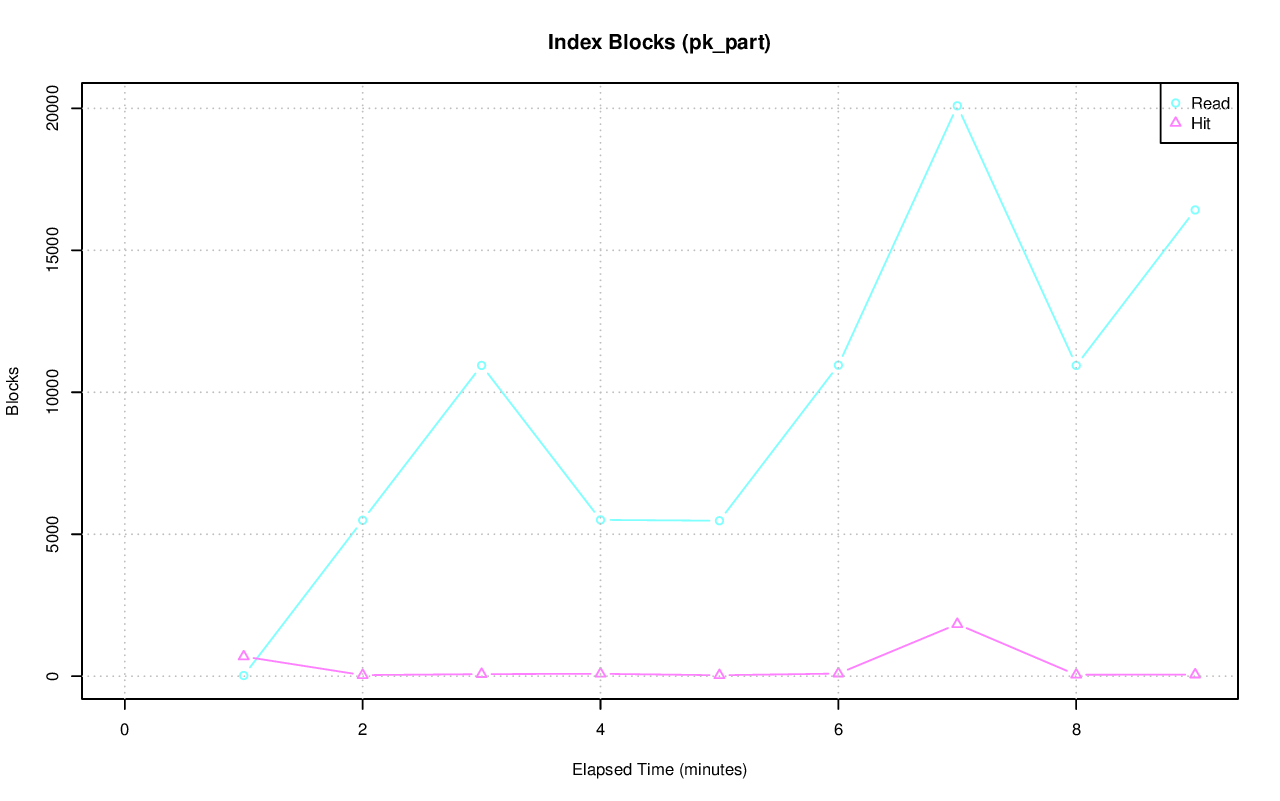 Index Blocks (pk_part)
Read
Hit
Blocks
20000
15000
10000
5000
0
0 2 4 6 8
Elapsed Time (minutes)